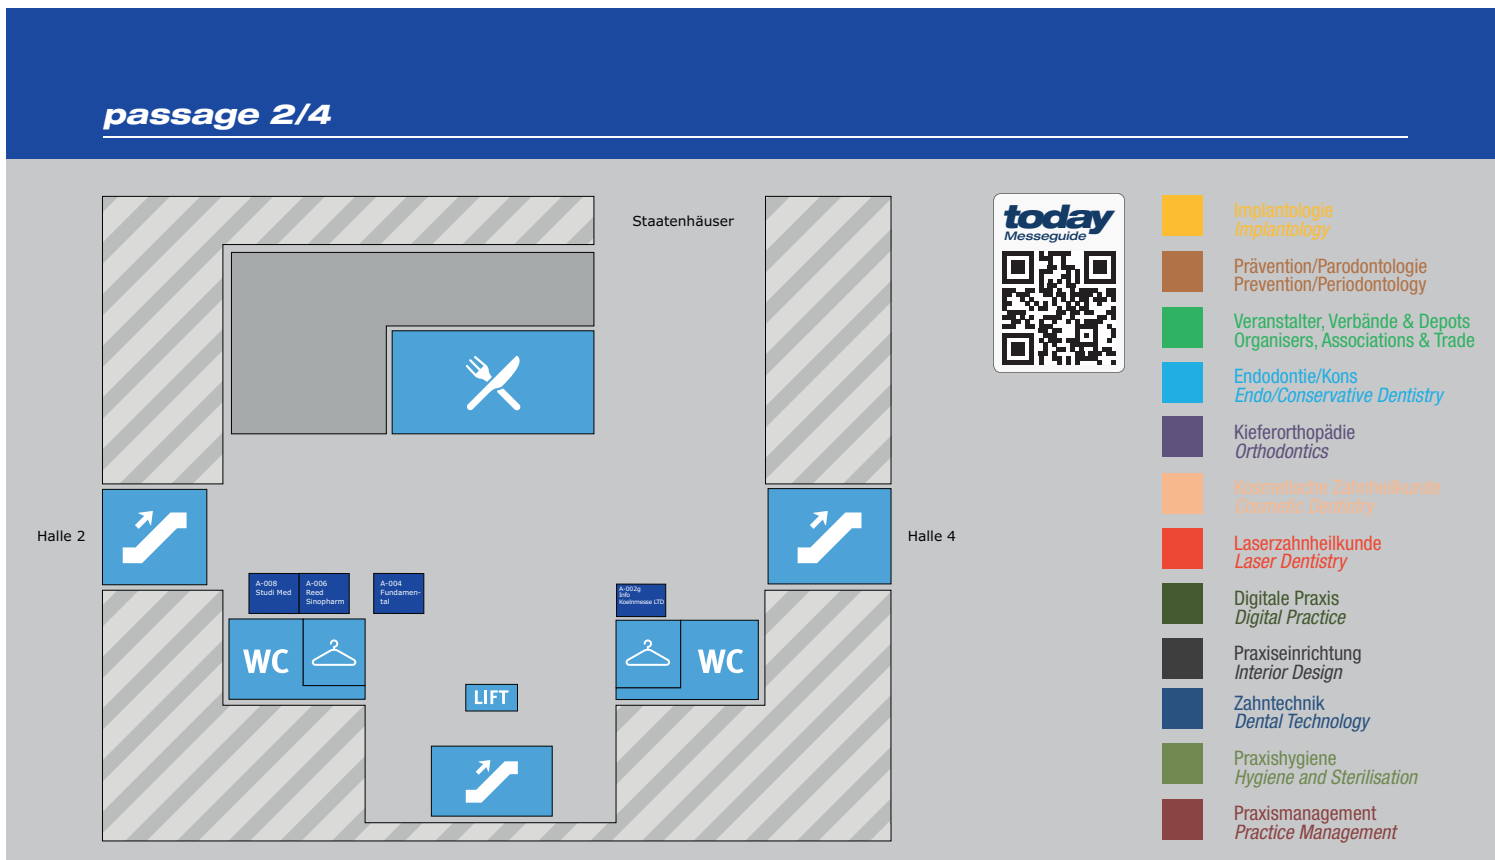 passage 2/4
Staatenhäuser
today
Messeguide
Halle 2
Halle 4
A-008
Studi Med
A-006
Reed
Sinopharm
A-004
Fundamen-
tal
A-002g
Info
Koelnmesse LTD
WC
WC
LIFT
Implantologie
Implantology
Prävention/Parodontologie
Prevention/Periodontology
Veranstalter, Verbände & Depots
Organisers, Associations & Trade
Endodontie/Kons
Endo/Conservative Dentistry
Kieferorthopädie
Orthodontics
Kosmetische Zahnheilkunde
Cosmetic Dentistry
Laserzahnheilkunde
Laser Dentistry
Digitale Praxis
Digital Practice
Praxiseinrichtung
Interior Design
Zahntechnik
Dental Technology
Praxishygiene
Hygiene and Sterilisation
Praxismanagement
Practice Management